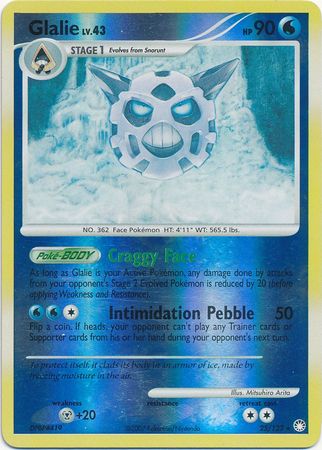 Glalie LV.43
HP 90
STAGE 1 Evolves from Snorunt
NO. 362 Face Pokémon HT: 4'11" WT: 565.5 lbs.
Poké-BODY Craggy Face
As long as Glalie is your Active Pokémon, any damage done by attacks
from your opponent's Stage 2 Evolved Pokémon is reduced by 20 (before
applying Weakness and Resistance).
Intimidation Pebble 50
Flip a coin. If heads, your opponent can't play any Trainer cards or
Supporter cards from his or her hand during your opponent's next turn.
To protect itself, it clads its body in an armor of ice, made by
freezing moisture in the air.
Illus. Mitsuhiro Arita
weakness resistance retreat cost
+20
©2007 Pokémon/Nintendo 25/123